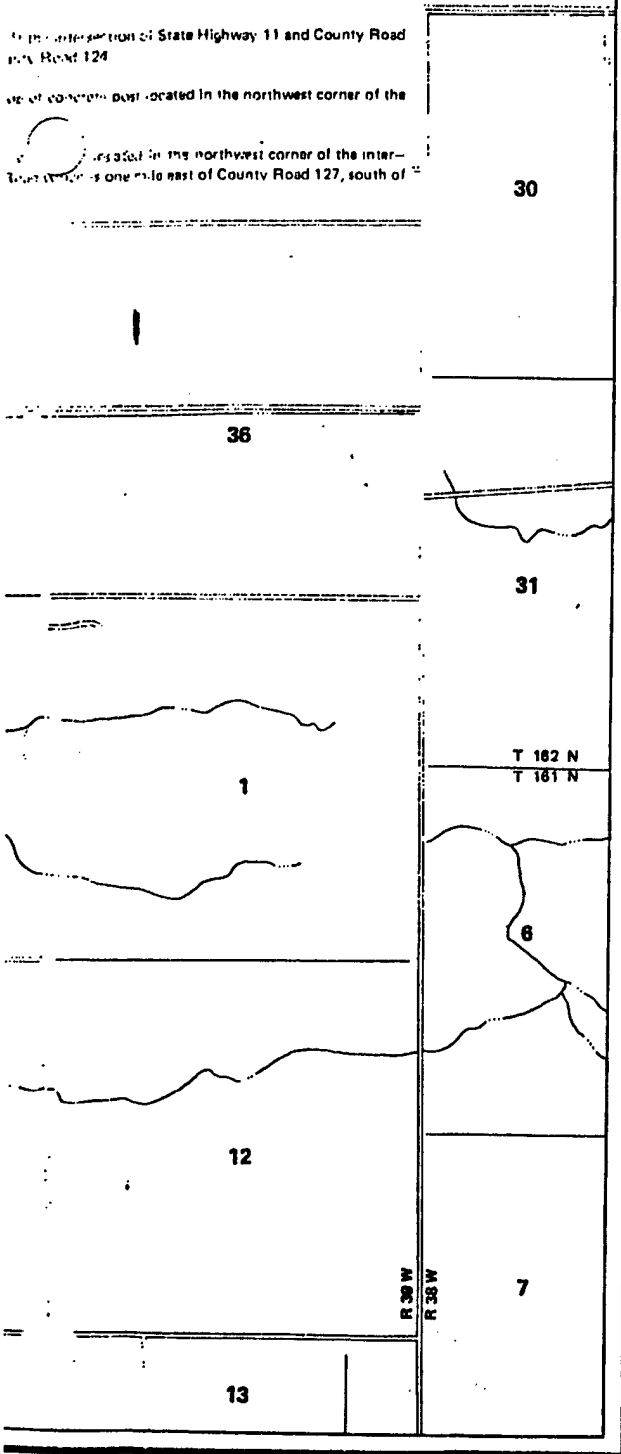 intersection of State Highway 11 and County Road
Road 124
of concrete post located in the northwest corner of the
located in the northwest corner of the inter–
is one mile east of County Road 127, south of
30
36
31
T 162 N
T 161 N
1
6
12
R 39 W
R 38 W
7
13